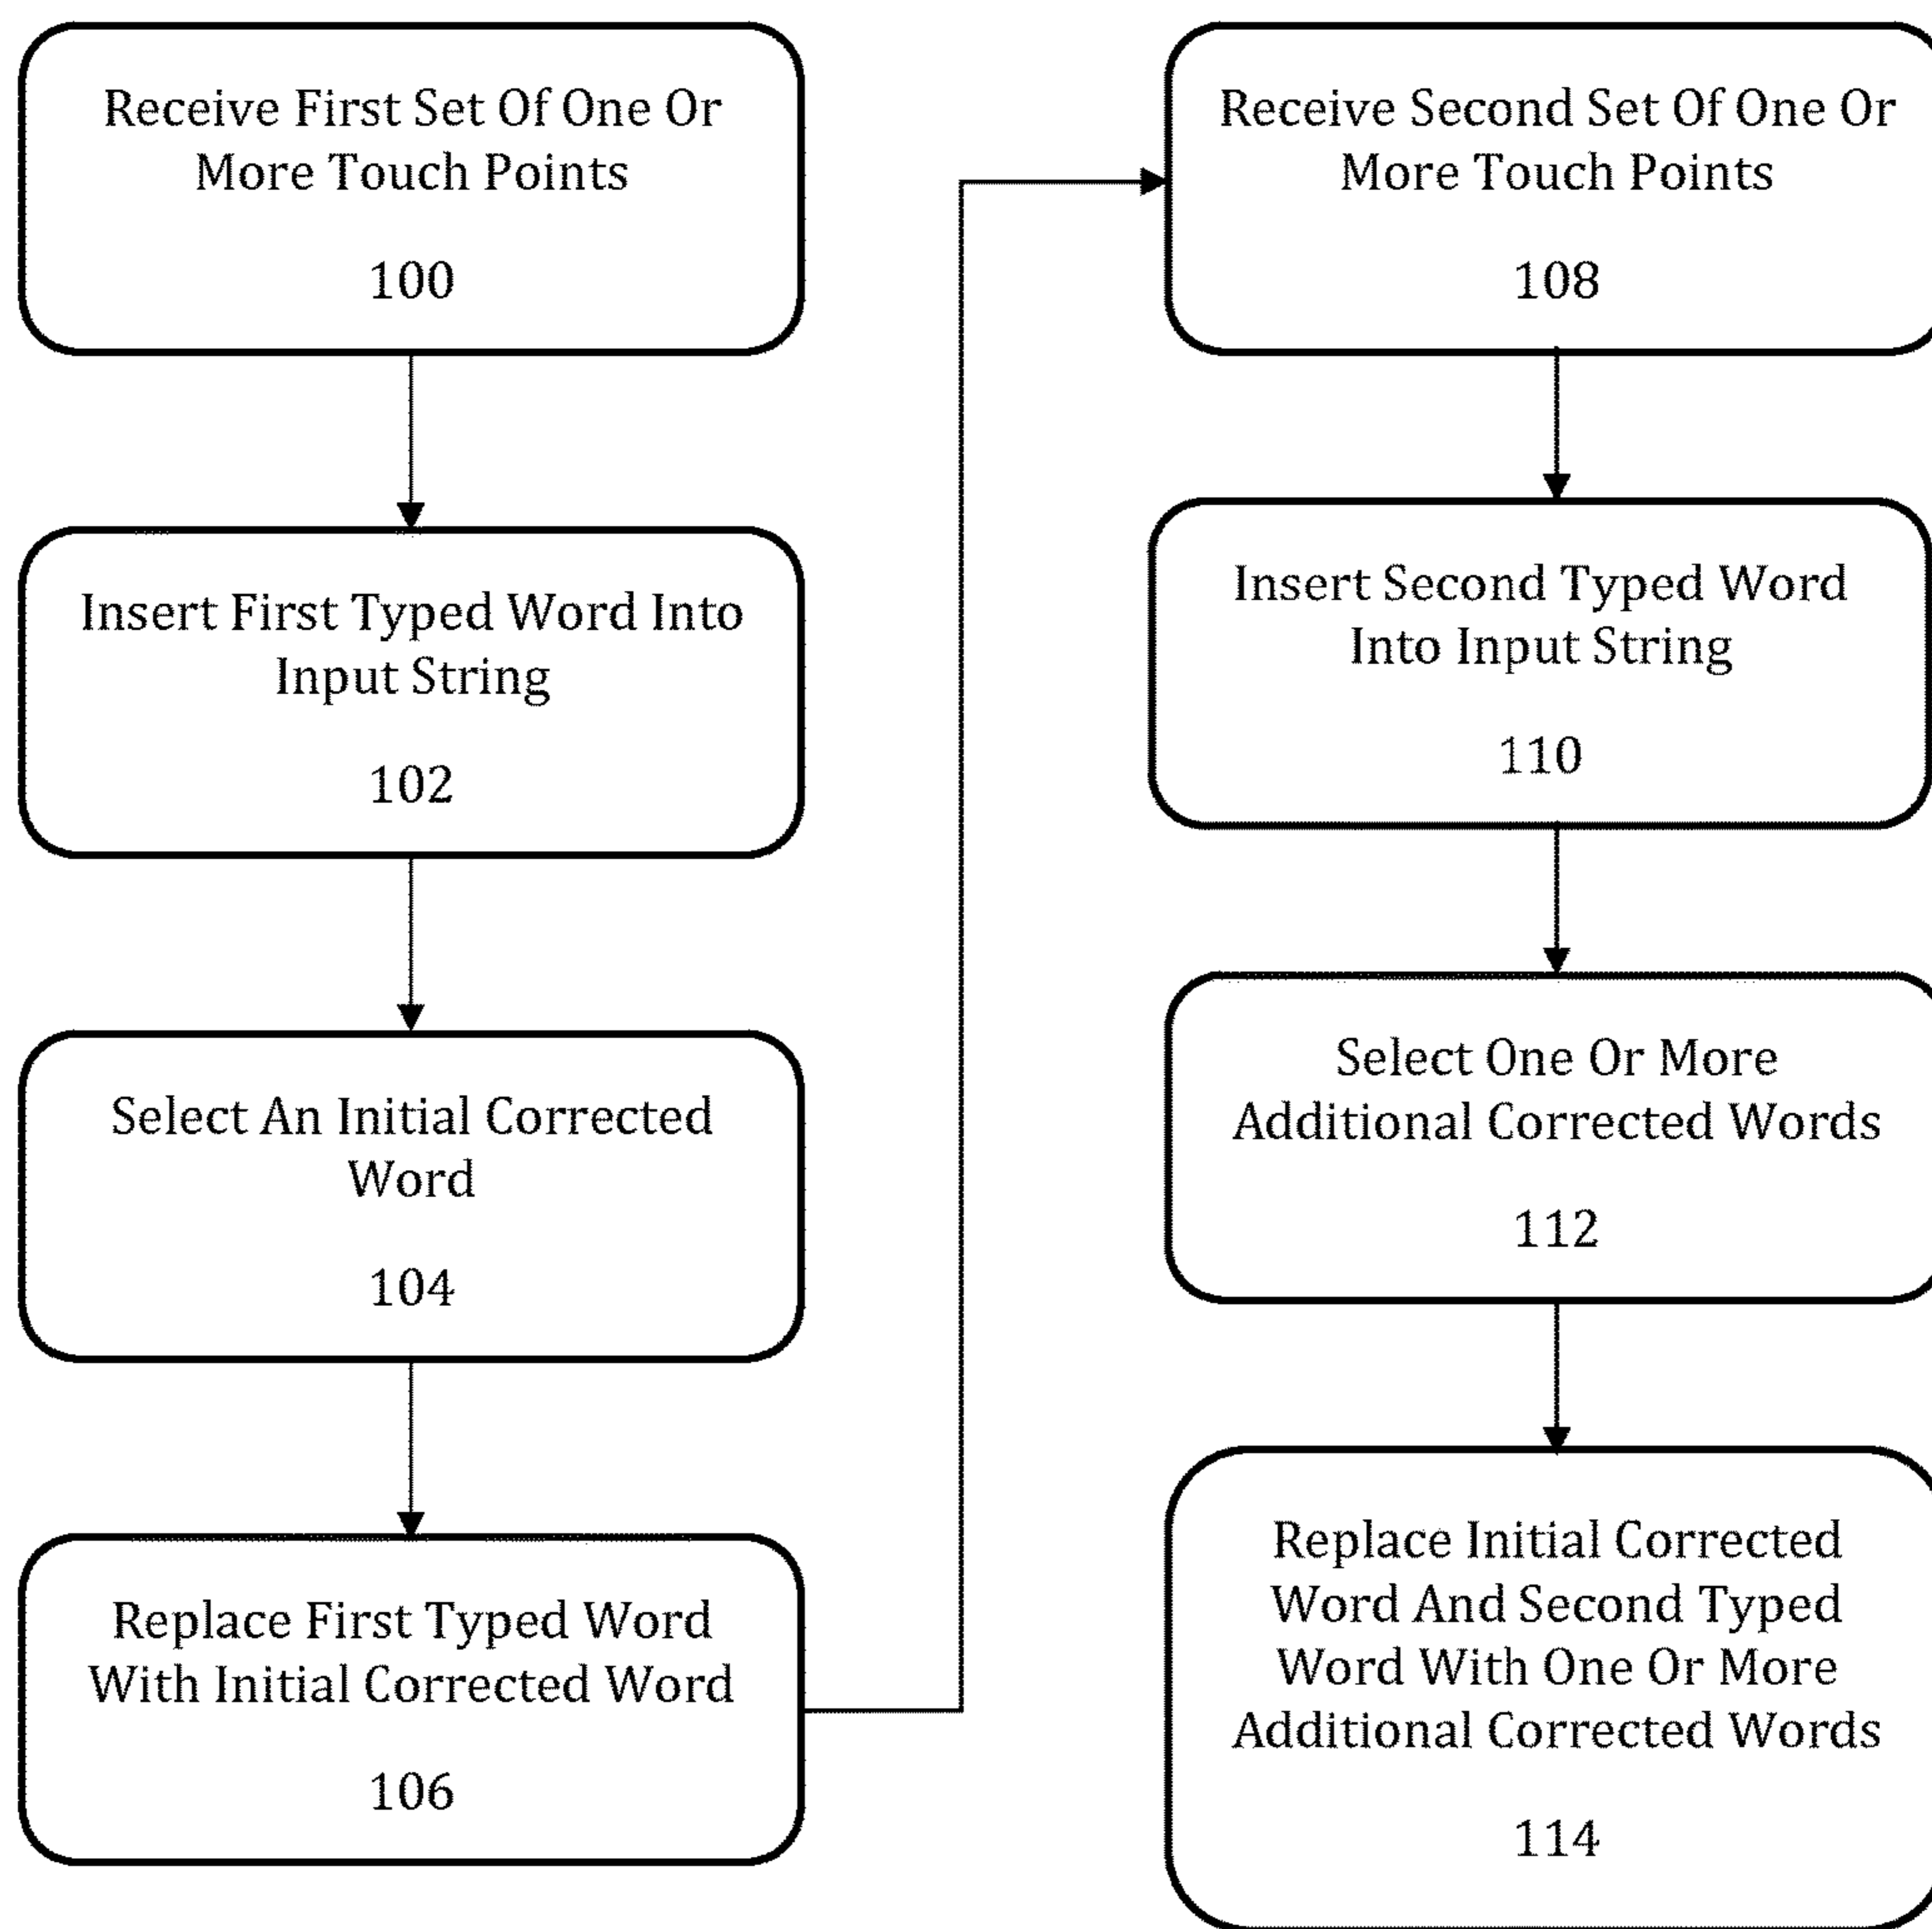 Receive First Set Of One Or
More Touch Points
100
Insert First Typed Word Into
Input String
102
Select An Initial Corrected
Word
104
Replace First Typed Word
With Initial Corrected Word
106
Receive Second Set Of One Or
More Touch Points
108
Insert Second Typed Word
Into Input String
110
Select One Or More
Additional Corrected Words
112
Replace Initial Corrected
Word And Second Typed
Word With One Or More
Additional Corrected Words
114